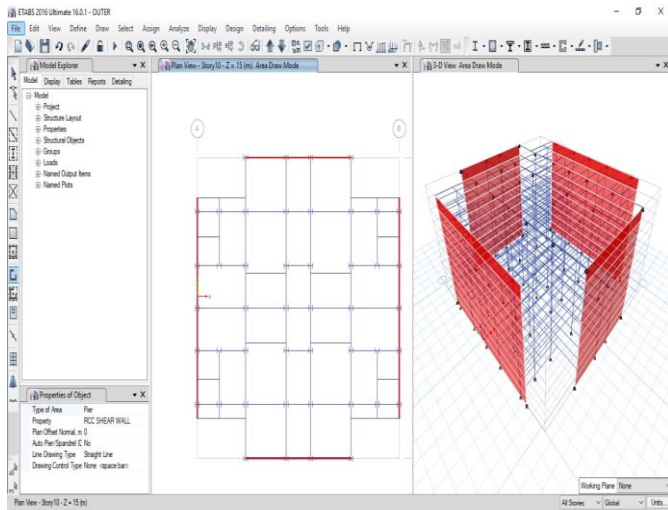 ETABS 2016 Ultimate 16.0.1 - OUTER
File Edit View Define Draw Select Assign Analyze Display Design Detailing Options Tools Help
Model Explorer
Model Display Tables Reports Detailing
Model
Project
Structure Layout
Properties
Structural Objects
Groups
Loads
Named Output Items
Named Plots
Properties of Object
Type of Area Pier
Property RCC SHEAR WALL
Plan Offset Normal, m 0
Auto Pier/Spandrel IC No
Line Drawing Type Straight Line
Drawing Control Type None <space bar>
Plan View - Story10 - Z = 15 (m) Area Draw Mode
A B
X
3-D View Area Draw Mode
Working Plane None
Plan View - Story10 - Z = 15 (m)
All Stories Global Units...